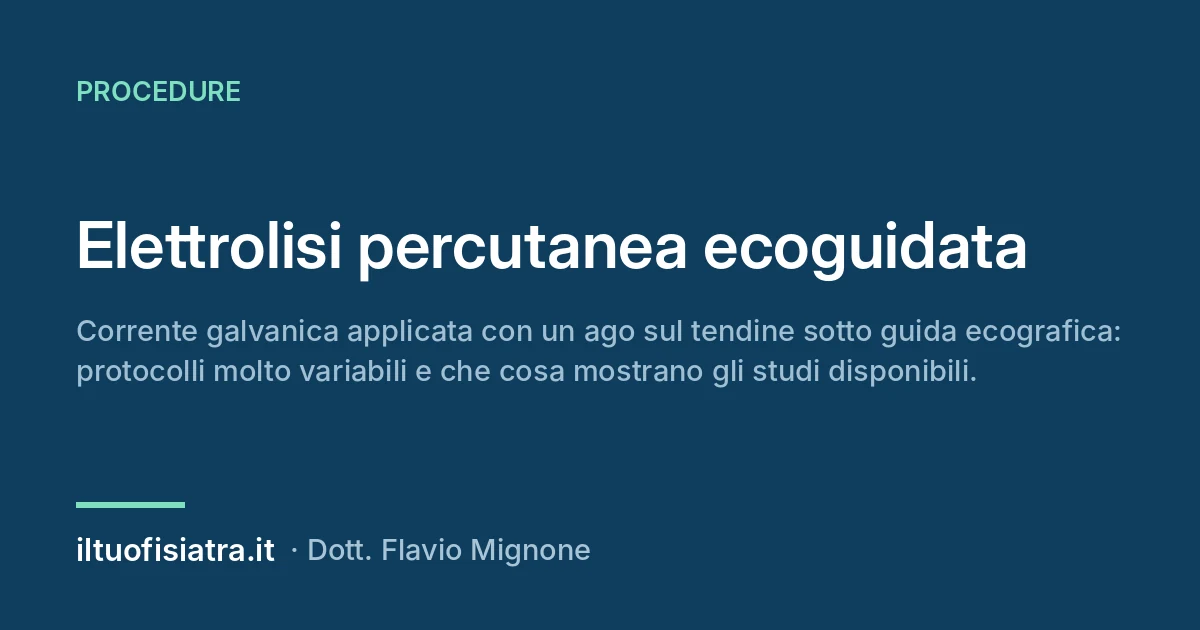 PROCEDURE
Elettrolisi percutanea ecoguidata
Corrente galvanica applicata con un ago sul tendine sotto guida ecografica:
protocolli molto variabili e che cosa mostrano gli studi disponibili.
iltuofisiatra.it · Dott. Flavio Mignone